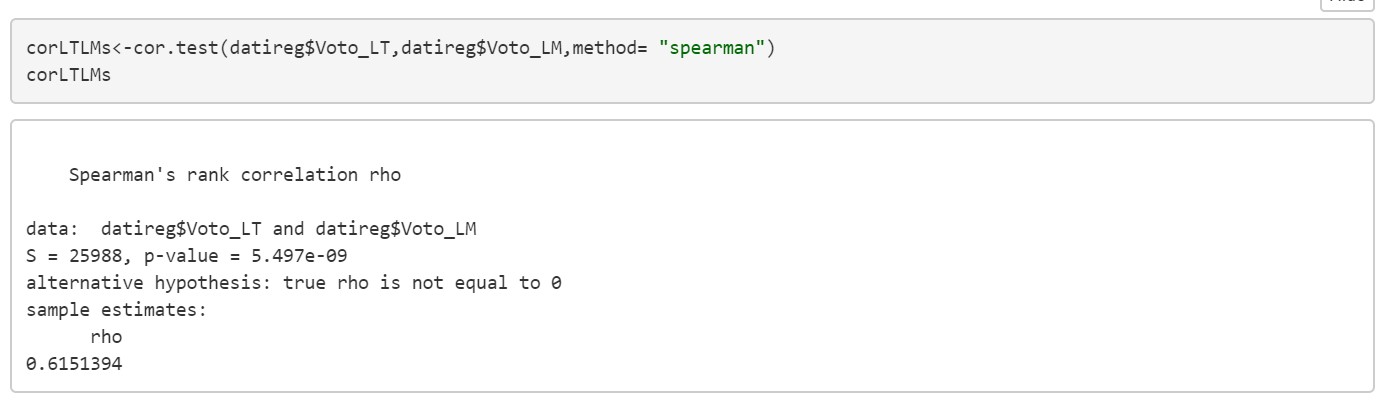 corLTLMs<-cor.test(datireg$Voto_LT,datireg$Voto_LM,method= "spearman")
corLTLMs
Spearman's rank correlation rho
data:  datireg$Voto_LT and datireg$Voto_LM
S = 25988, p-value = 5.497e-09
alternative hypothesis: true rho is not equal to 0
sample estimates:
rho
0.6151394